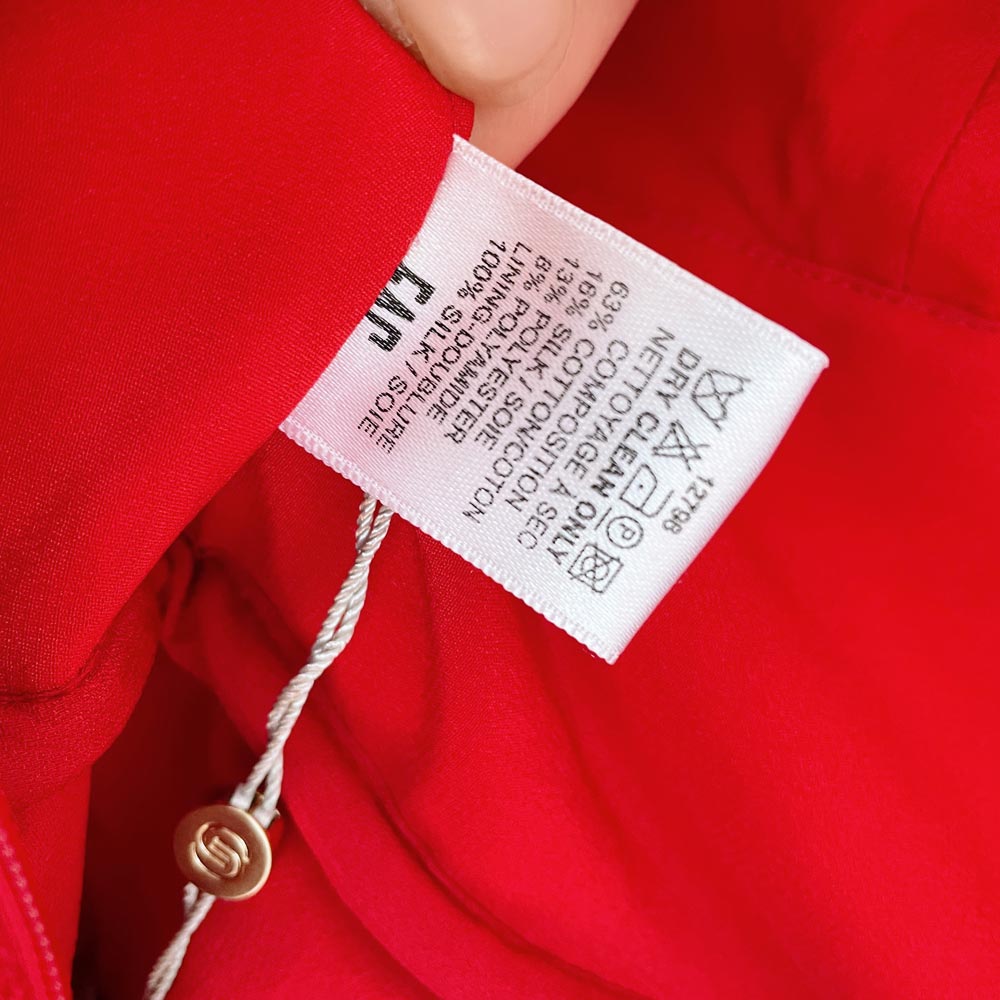 12798
P
DRY CLEAN ONLY
NETTOYAGE À SEC
COMPOSITION
63% COTTON/COTON
16% SILK / SOIE
13% POLYESTER
8% POLYAMIDE
LINING-DOUBLURE
100% SILK / SOIE
EAC